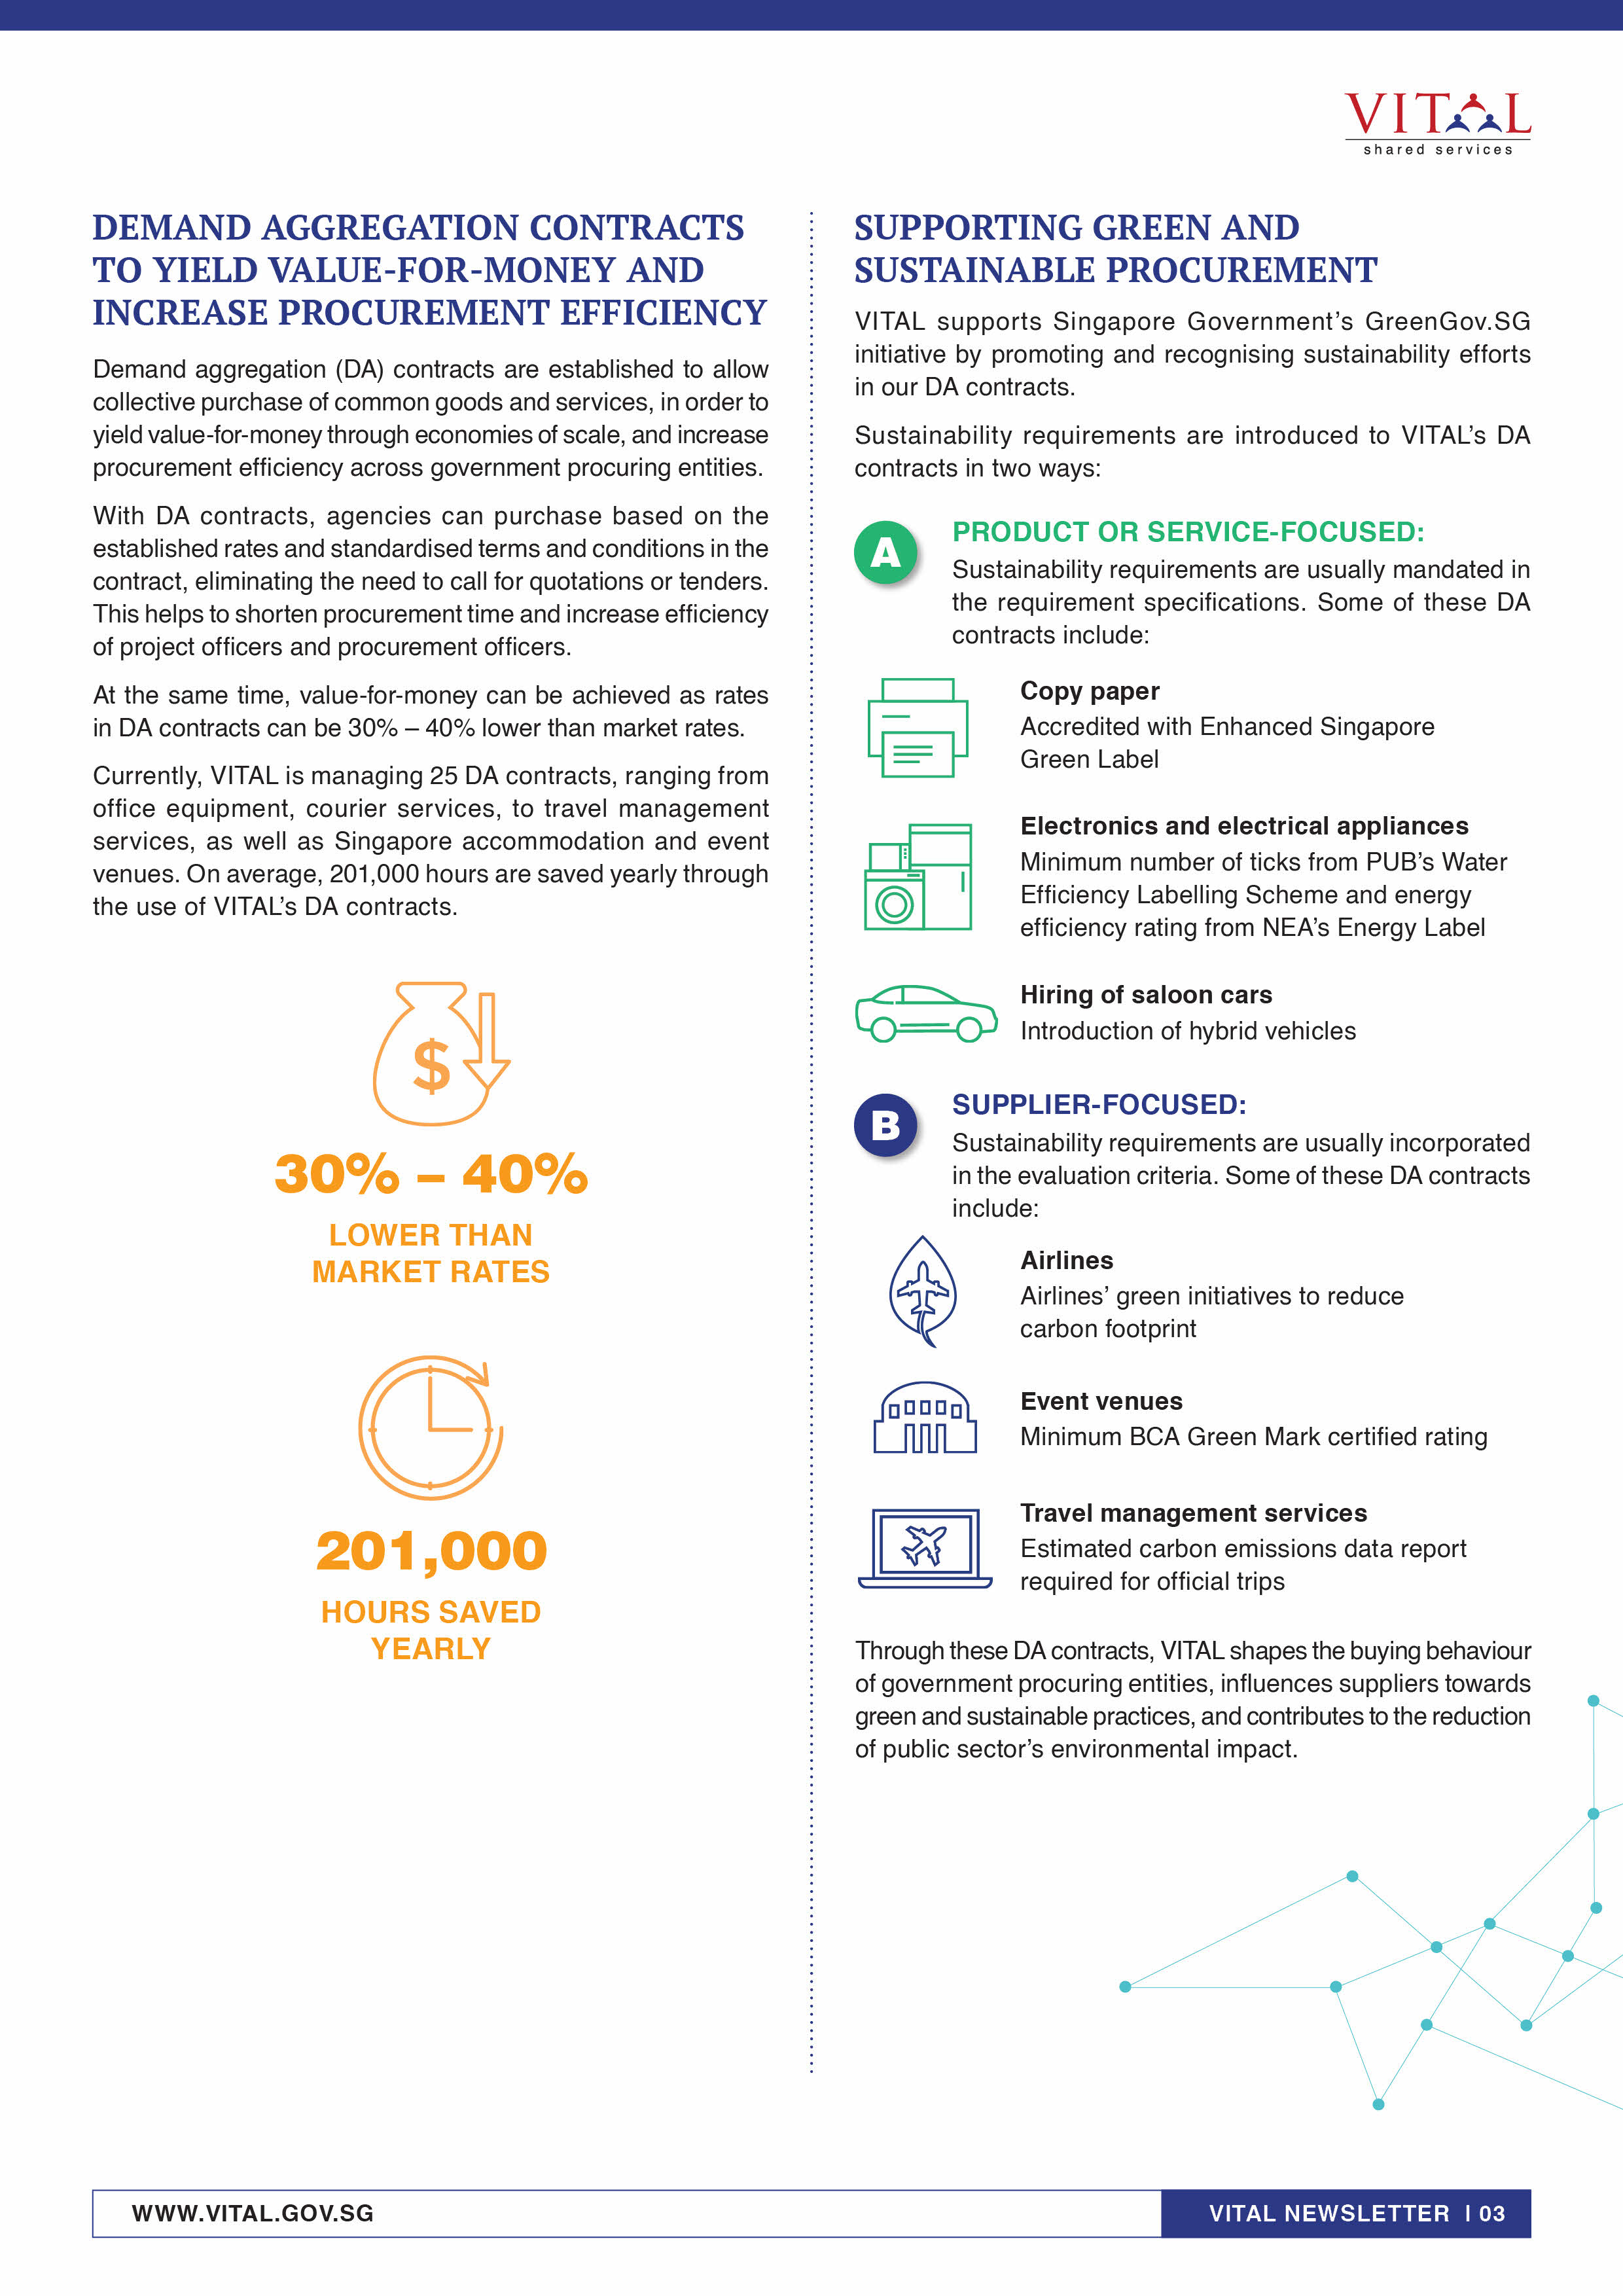 VITAL
shared services
DEMAND AGGREGATION CONTRACTS
TO YIELD VALUE-FOR-MONEY AND
INCREASE PROCUREMENT EFFICIENCY
Demand aggregation (DA) contracts are established to allow
collective purchase of common goods and services, in order to
yield value-for-money through economies of scale, and increase
procurement efficiency across government procuring entities.
With DA contracts, agencies can purchase based on the
established rates and standardised terms and conditions in the
contract, eliminating the need to call for quotations or tenders.
This helps to shorten procurement time and increase efficiency
of project officers and procurement officers.
At the same time, value-for-money can be achieved as rates
in DA contracts can be 30% – 40% lower than market rates.
Currently, VITAL is managing 25 DA contracts, ranging from
office equipment, courier services, to travel management
services, as well as Singapore accommodation and event
venues. On average, 201,000 hours are saved yearly through
the use of VITAL's DA contracts.
$
30% – 40%
LOWER THAN
MARKET RATES
201,000
HOURS SAVED
YEARLY
SUPPORTING GREEN AND
SUSTAINABLE PROCUREMENT
VITAL supports Singapore Government's GreenGov.SG
initiative by promoting and recognising sustainability efforts
in our DA contracts.
Sustainability requirements are introduced to VITAL's DA
contracts in two ways:
A
PRODUCT OR SERVICE-FOCUSED:
Sustainability requirements are usually mandated in
the requirement specifications. Some of these DA
contracts include:
Copy paper
Accredited with Enhanced Singapore
Green Label
Electronics and electrical appliances
Minimum number of ticks from PUB's Water
Efficiency Labelling Scheme and energy
efficiency rating from NEA's Energy Label
Hiring of saloon cars
Introduction of hybrid vehicles
B
SUPPLIER-FOCUSED:
Sustainability requirements are usually incorporated
in the evaluation criteria. Some of these DA contracts
include:
Airlines
Airlines' green initiatives to reduce
carbon footprint
Event venues
Minimum BCA Green Mark certified rating
Travel management services
Estimated carbon emissions data report
required for official trips
Through these DA contracts, VITAL shapes the buying behaviour
of government procuring entities, influences suppliers towards
green and sustainable practices, and contributes to the reduction
of public sector's environmental impact.
WWW.VITAL.GOV.SG
VITAL NEWSLETTER | 03